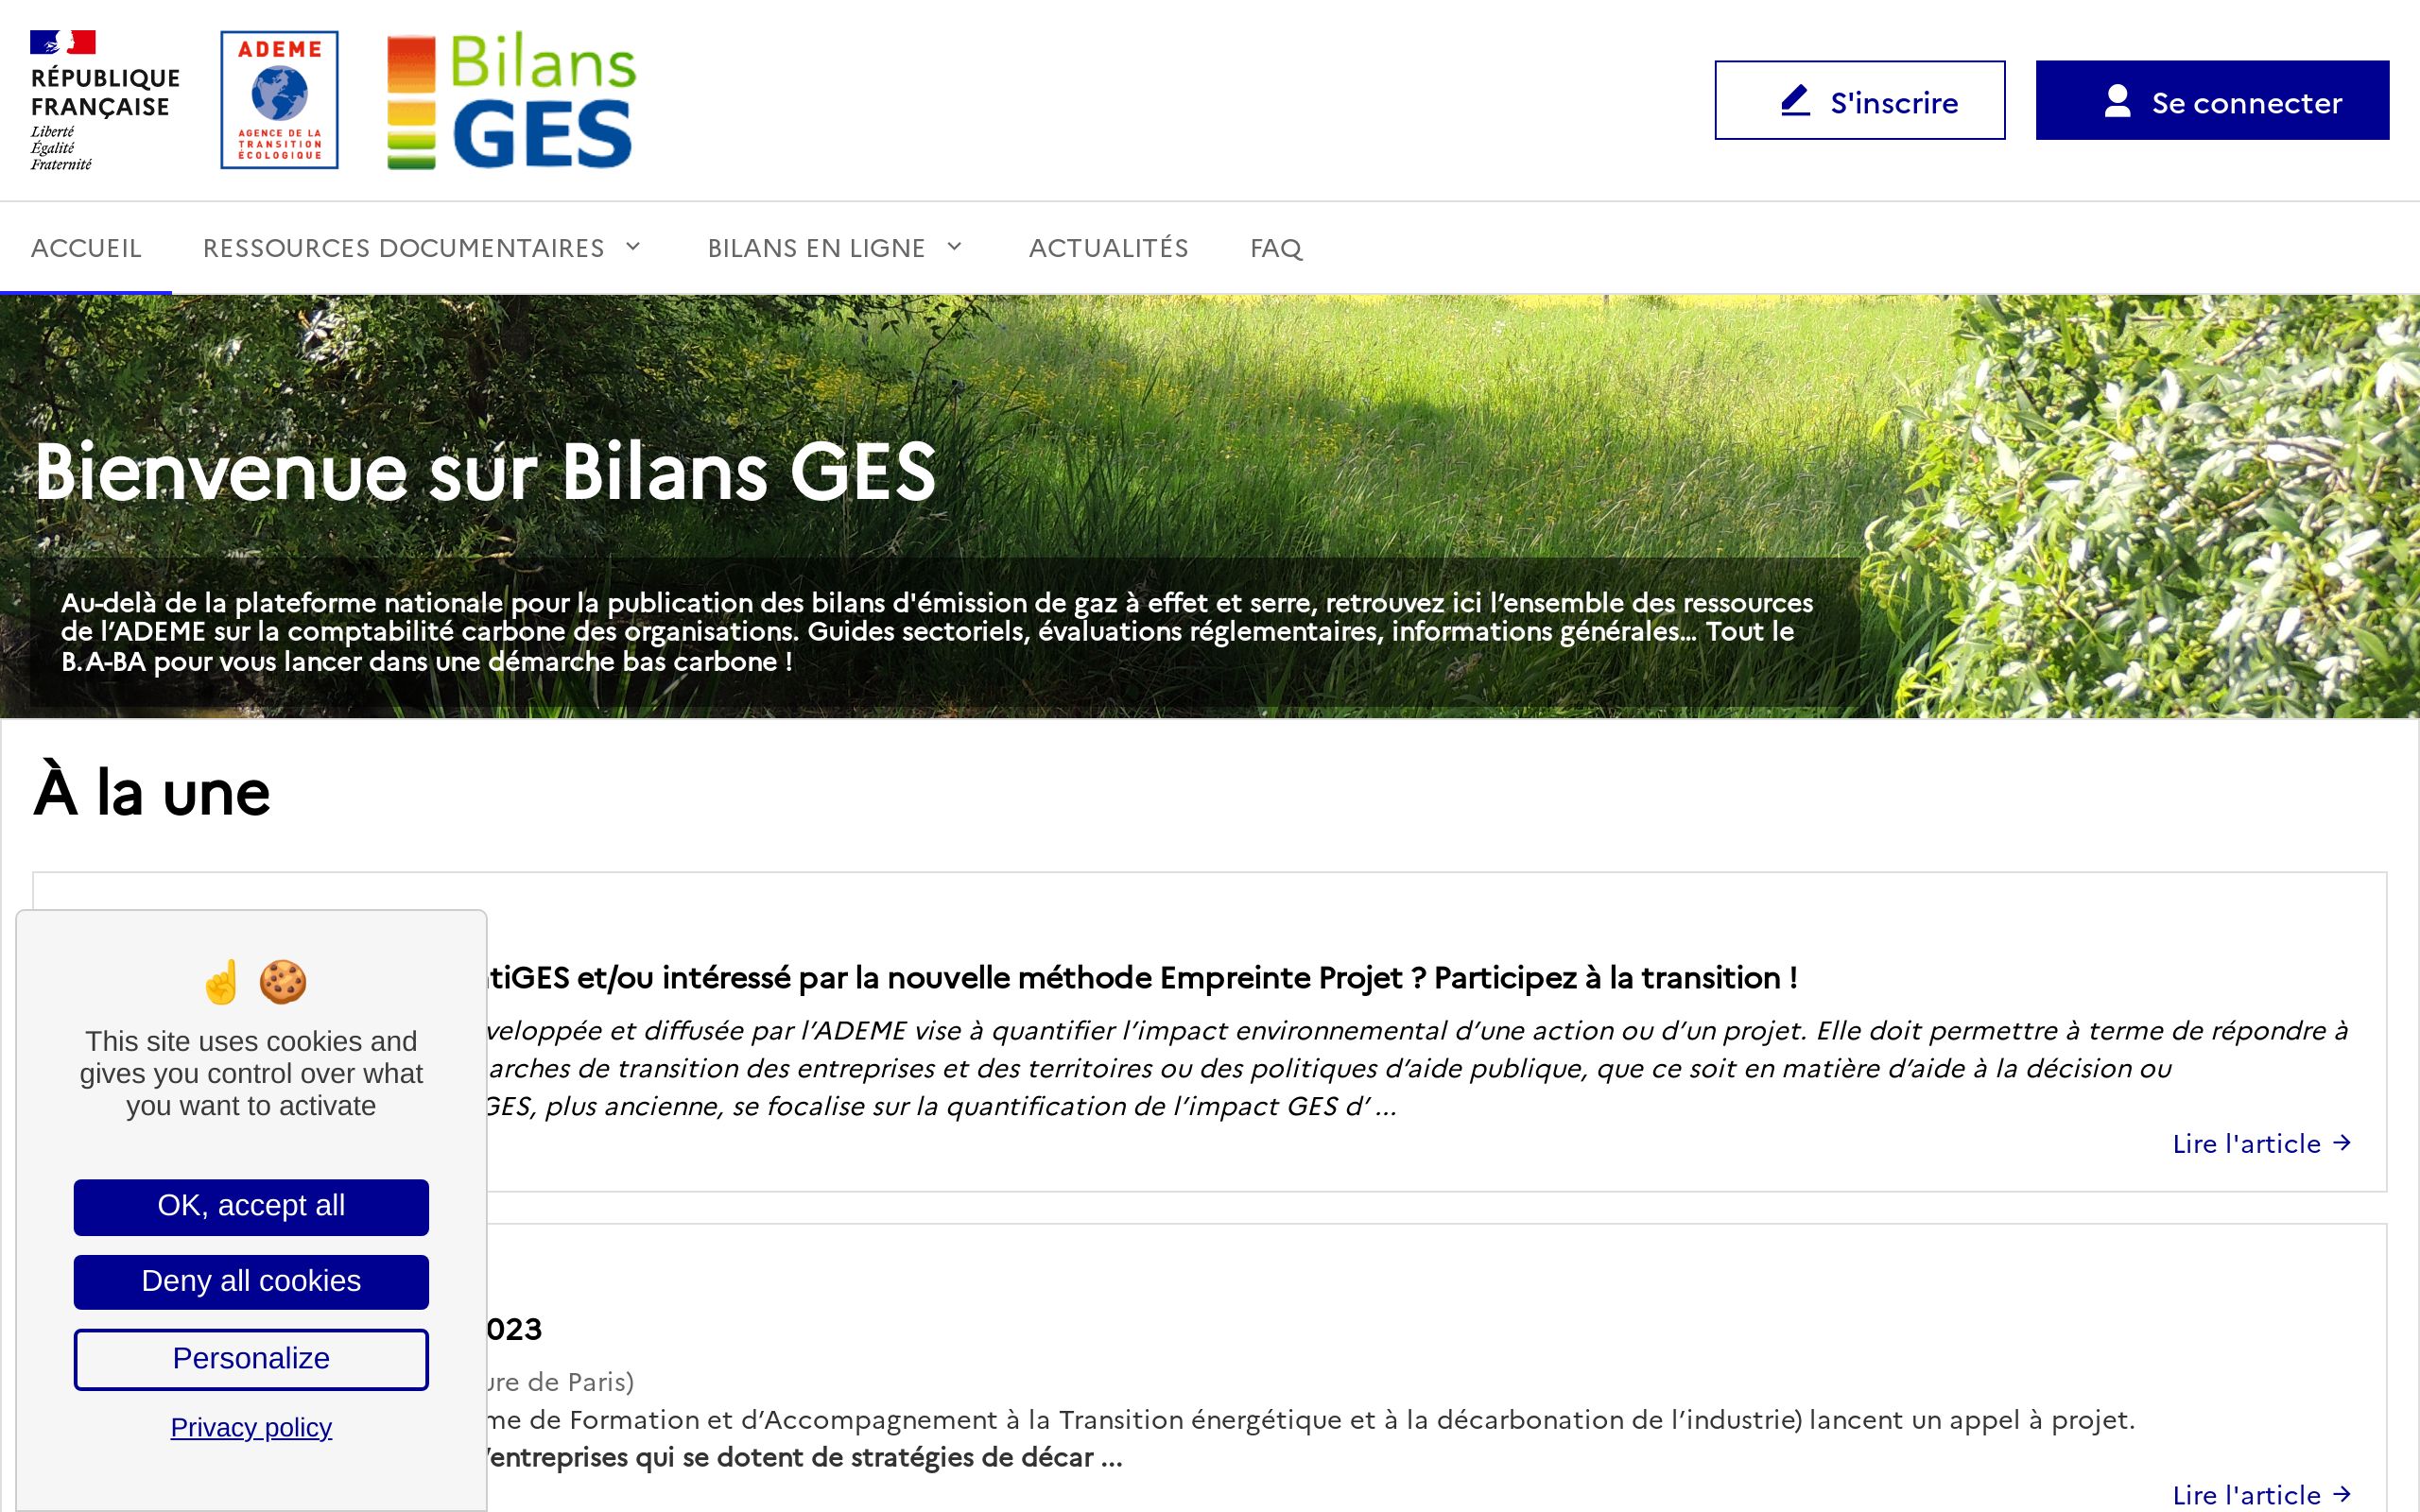 RÉPUBLIQUE
FRANÇAISE
Liberté
Égalité
Fraternité
ADEME
AGENCE DE LA
TRANSITION
ÉCOLOGIQUE
Bilans
GES
S'inscrire
Se connecter
ACCUEIL
RESSOURCES DOCUMENTAIRES
BILANS EN LIGNE
ACTUALITÉS
FAQ
Bienvenue sur Bilans GES
Au-delà de la plateforme nationale pour la publication des bilans d'émission de gaz à effet et serre, retrouvez ici l’ensemble des ressources
de l’ADEME sur la comptabilité carbone des organisations. Guides sectoriels, évaluations réglementaires, informations générales... Tout le
B.A-BA pour vous lancer dans une démarche bas carbone !
À la une
tiGES et/ou intéressé par la nouvelle méthode Empreinte Projet ? Participez à la transition !
veloppée et diffusée par l’ADEME vise à quantifier l’impact environnemental d’une action ou d’un projet. Elle doit permettre à terme de répondre à
arches de transition des entreprises et des territoires ou des politiques d’aide publique, que ce soit en matière d’aide à la décision ou
GES, plus ancienne, se focalise sur la quantification de l’impact GES d’ ...
Lire l'article
023
ure de Paris)
me de Formation et d’Accompagnement à la Transition énergétique et à la décarbonation de l’industrie) lancent un appel à projet.
’entreprises qui se dotent de stratégies de décar ...
Lire l'article
This site uses cookies and
gives you control over what
you want to activate
OK, accept all
Deny all cookies
Personalize
Privacy policy